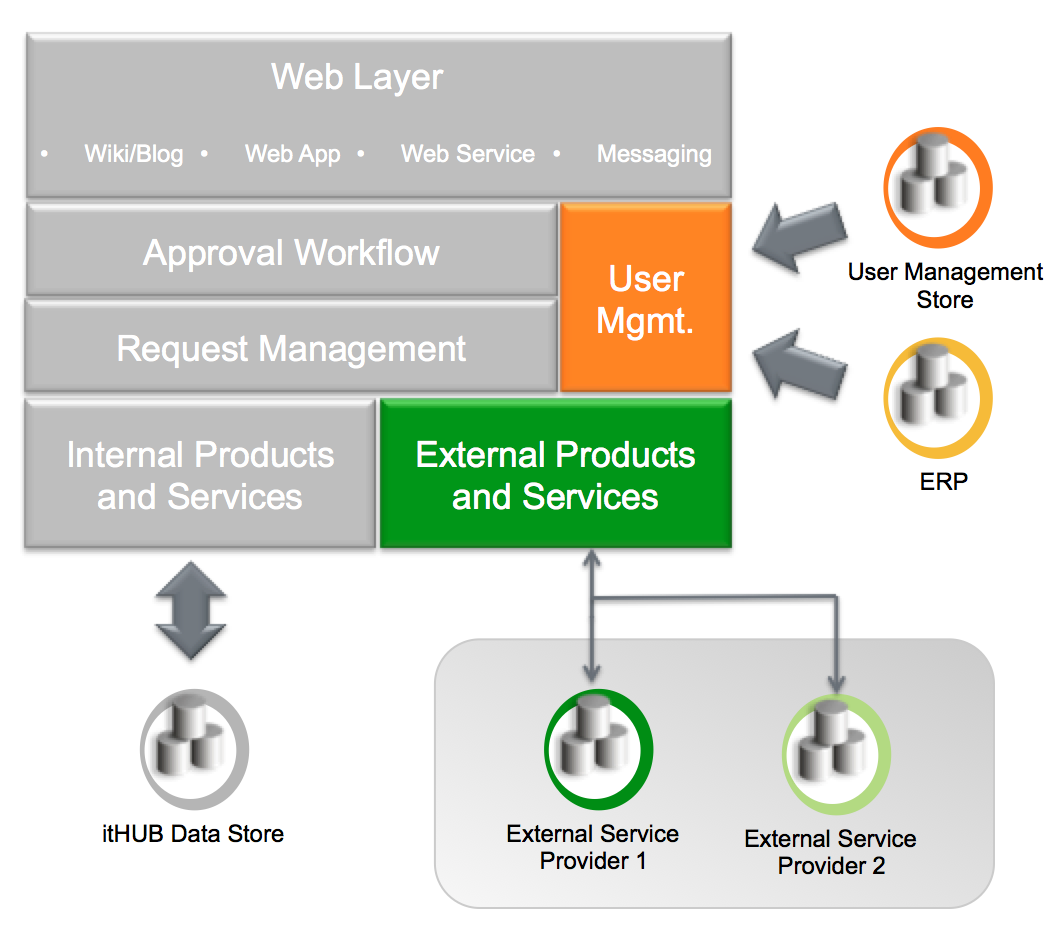 Web Layer
• Wiki/Blog • Web App • Web Service • Messaging
Approval Workflow
User
Mgmt.
Request Management
Internal Products
and Services
External Products
and Services
User Management
Store
ERP
itHUB Data Store
External Service
Provider 1
External Service
Provider 2